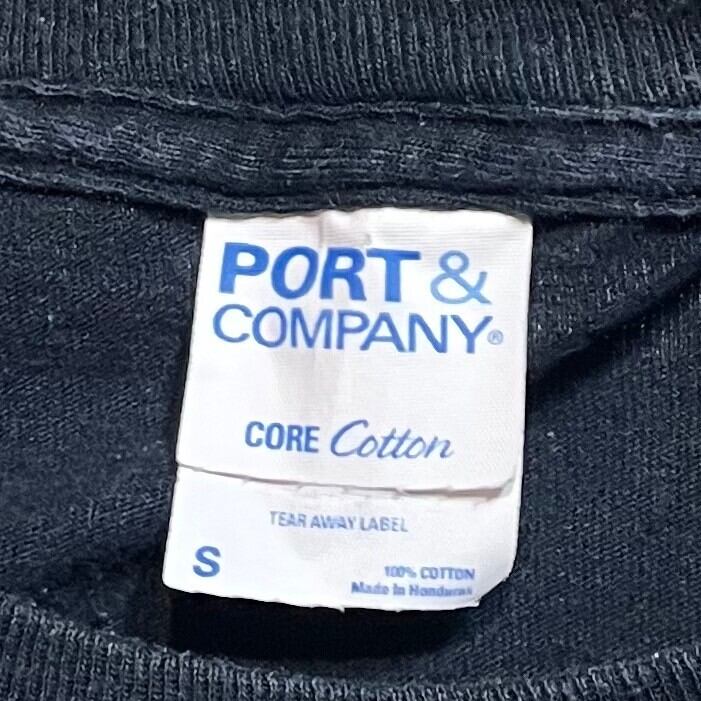 PORT &
COMPANY®
CORE Cotton
TEAR AWAY LABEL
S
100% COTTON
Made In Honduras